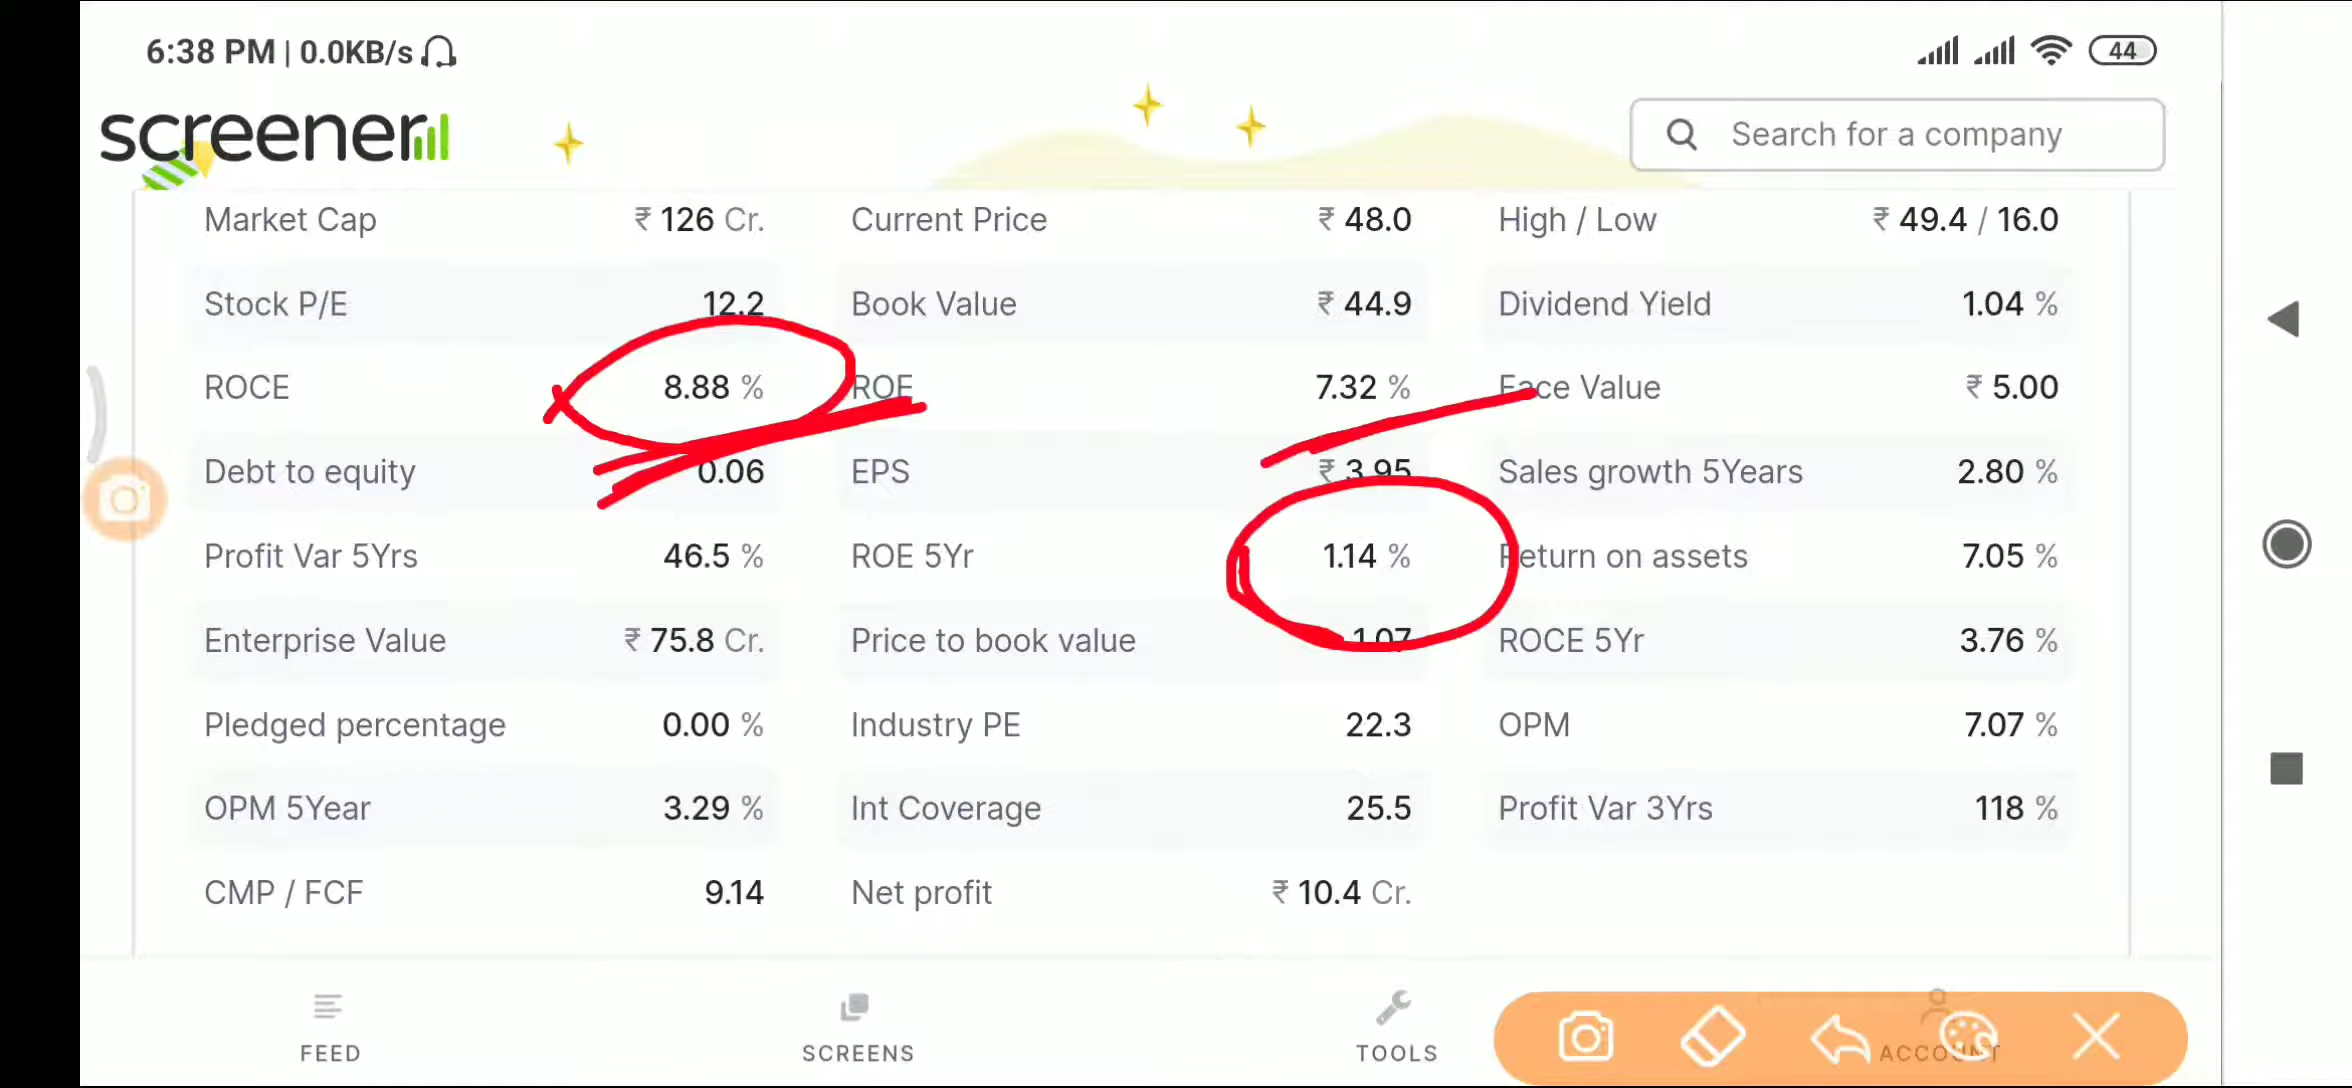 6:38 PM | 0.0KB/s 44
screener
Search for a company
Market Cap ₹ 126 Cr. Current Price ₹ 48.0 High / Low ₹ 49.4 / 16.0
Stock P/E 12.2 Book Value ₹ 44.9 Dividend Yield 1.04 %
ROCE 8.88 % ROE 7.32 % Face Value ₹ 5.00
Debt to equity 0.06 EPS ₹ 3.95 Sales growth 5Years 2.80 %
Profit Var 5Yrs 46.5 % ROE 5Yr 1.14 % Return on assets 7.05 %
Enterprise Value ₹ 75.8 Cr. Price to book value 1.07 ROCE 5Yr 3.76 %
Pledged percentage 0.00 % Industry PE 22.3 OPM 7.07 %
OPM 5Year 3.29 % Int Coverage 25.5 Profit Var 3Yrs 118 %
CMP / FCF 9.14 Net profit ₹ 10.4 Cr.
FEED SCREENS TOOLS ACCOUNT